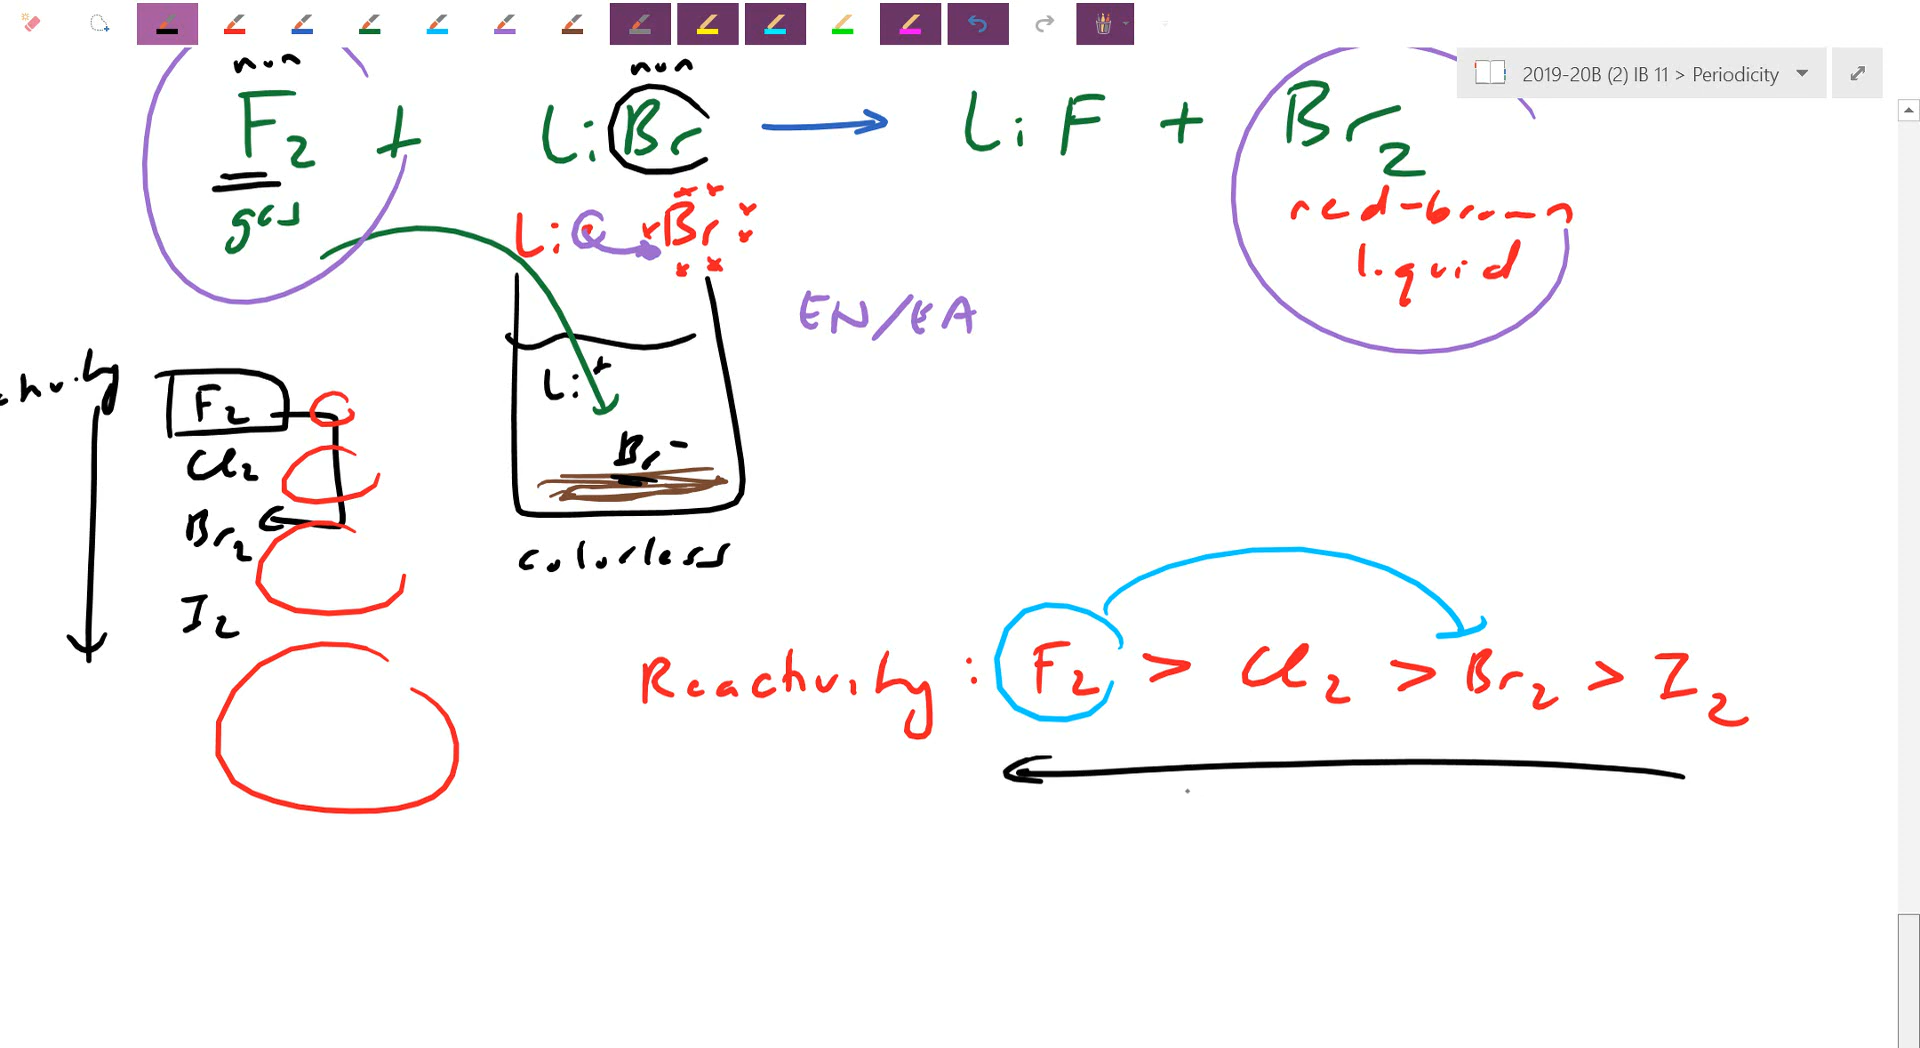 2019-20B (2) IB 11 > Periodicity
non non
F2 + LiBr → LiF + Br2
gas
Li Br
red-brown
liquid
EN/EA
Li+
F2
Cl2
Br-
Br2
colorless
I2
Reactivity: F2 > Cl2 > Br2 > I2